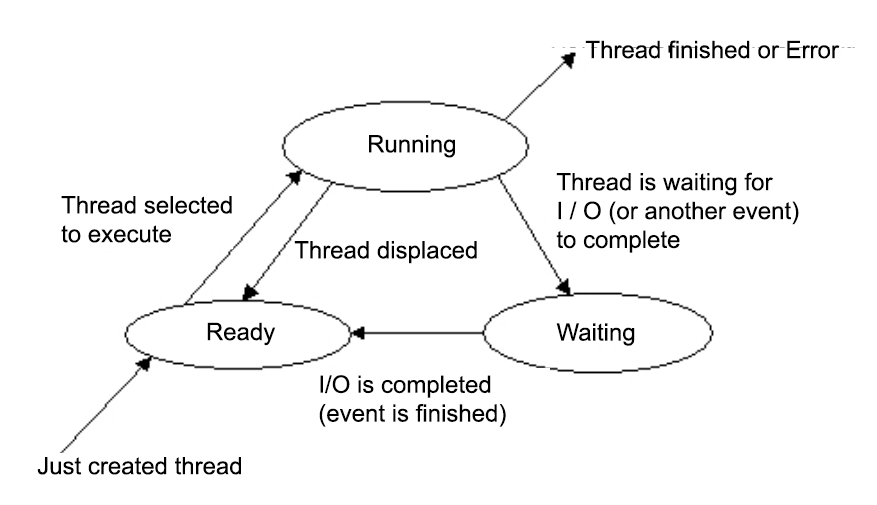 Thread finished or Error
Running
Thread selected
to execute
Thread is waiting for
I / O (or another event)
to complete
Thread displaced
Ready
Waiting
I/O is completed
(event is finished)
Just created thread